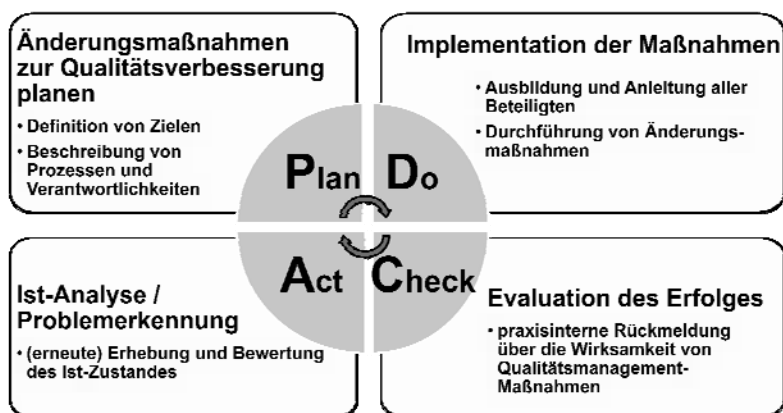 Änderungsmaßnahmen
zur Qualitätsverbesserung
planen
• Definition von Zielen
• Beschreibung von
Prozessen und
Verantwortlichkeiten
Implementation der Maßnahmen
• Ausbildung und Anleitung aller
Beteiligten
• Durchführung von Änderungs-
maßnahmen
Plan
Do
Act
Check
Ist-Analyse /
Problemerkennung
• (erneute) Erhebung und Bewertung
des Ist-Zustandes
Evaluation des Erfolges
• praxisinterne Rückmeldung
über die Wirksamkeit von
Qualitätsmanagement-
Maßnahmen